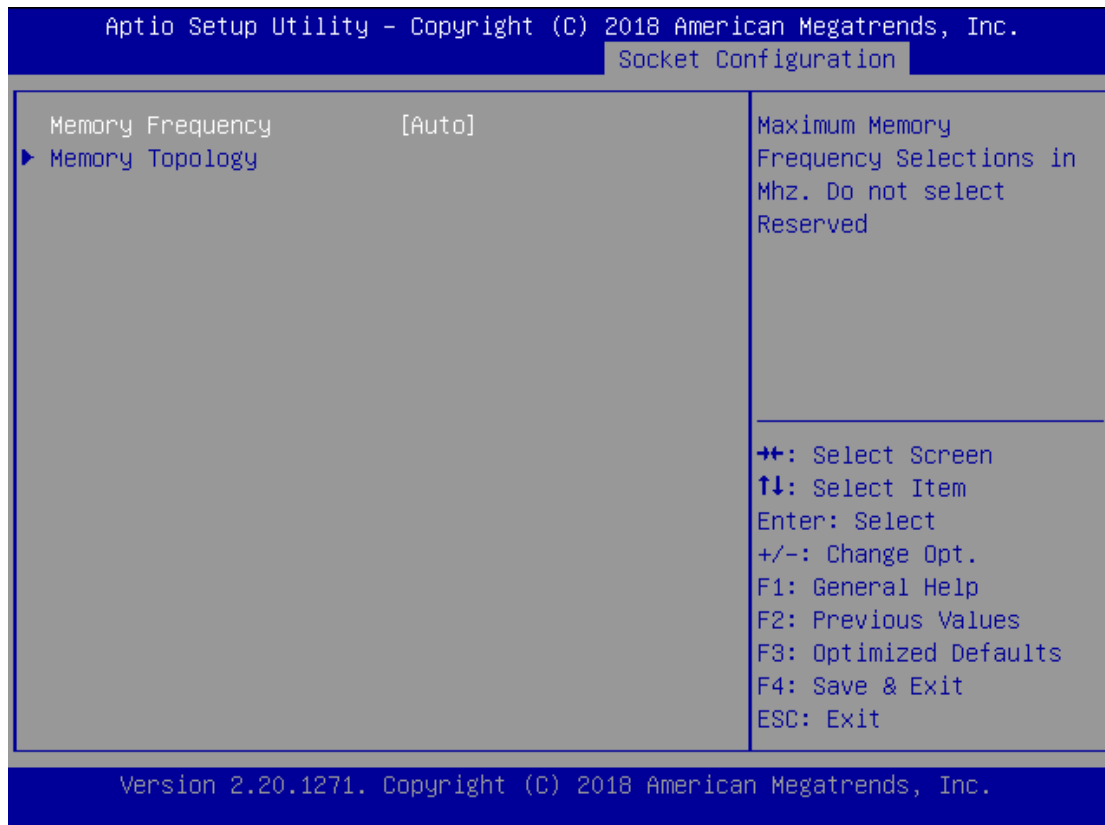 Aptio Setup Utility – Copyright (C) 2018 American Megatrends, Inc.
Socket Configuration
Memory Frequency [Auto]
▶ Memory Topology
Maximum Memory
Frequency Selections in
Mhz. Do not select
Reserved
→←: Select Screen
↑↓: Select Item
Enter: Select
+/-: Change Opt.
F1: General Help
F2: Previous Values
F3: Optimized Defaults
F4: Save & Exit
ESC: Exit
Version 2.20.1271. Copyright (C) 2018 American Megatrends, Inc.